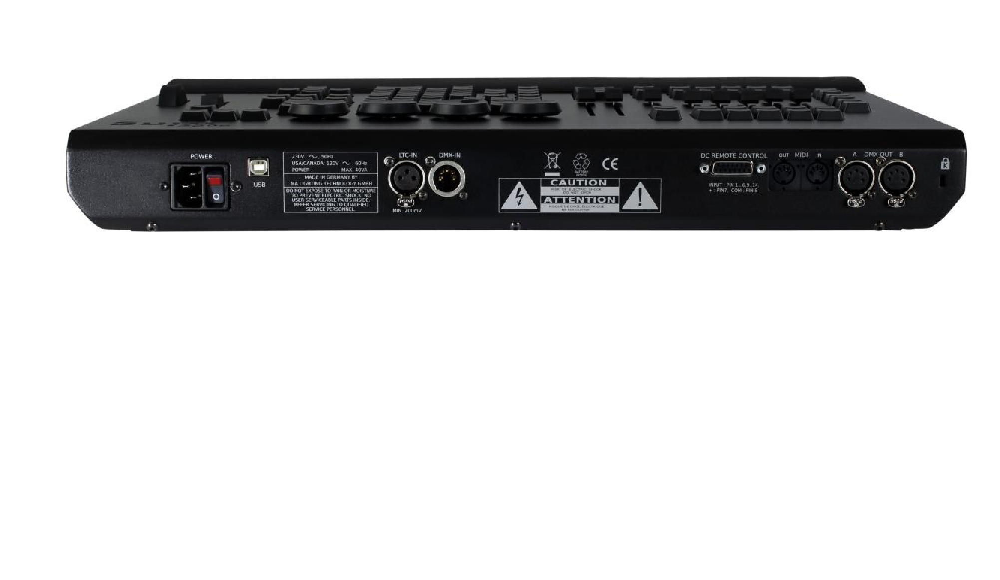 POWER
O
USB
230V ~, 50Hz
USA/CANADA: 120V ~, 60Hz
POWER : MAX. 40VA
MADE IN GERMANY BY
MA LIGHTING TECHNOLOGY GMBH
DO NOT EXPOSE TO RAIN OR MOISTURE
TO PREVENT ELECTRIC SHOCK. NO
USER SERVICEABLE PARTS INSIDE.
REFER SERVICING TO QUALIFIED
SERVICE PERSONNEL.
LTC-IN
MIN. 200mV
DMX-IN
BATTERY
INSIDE
CE
CAUTION
RISK OF ELECTRIC SHOCK
DO NOT OPEN
ATTENTION
RISQUE DE CHOC ELECTRIQUE
NE PAS OUVRIR
DC REMOTE CONTROL
INPUT : PIN 1...6,9..14,
+ : PIN7, COM : PIN 8
OUT MIDI IN
A DMX-OUT B
K